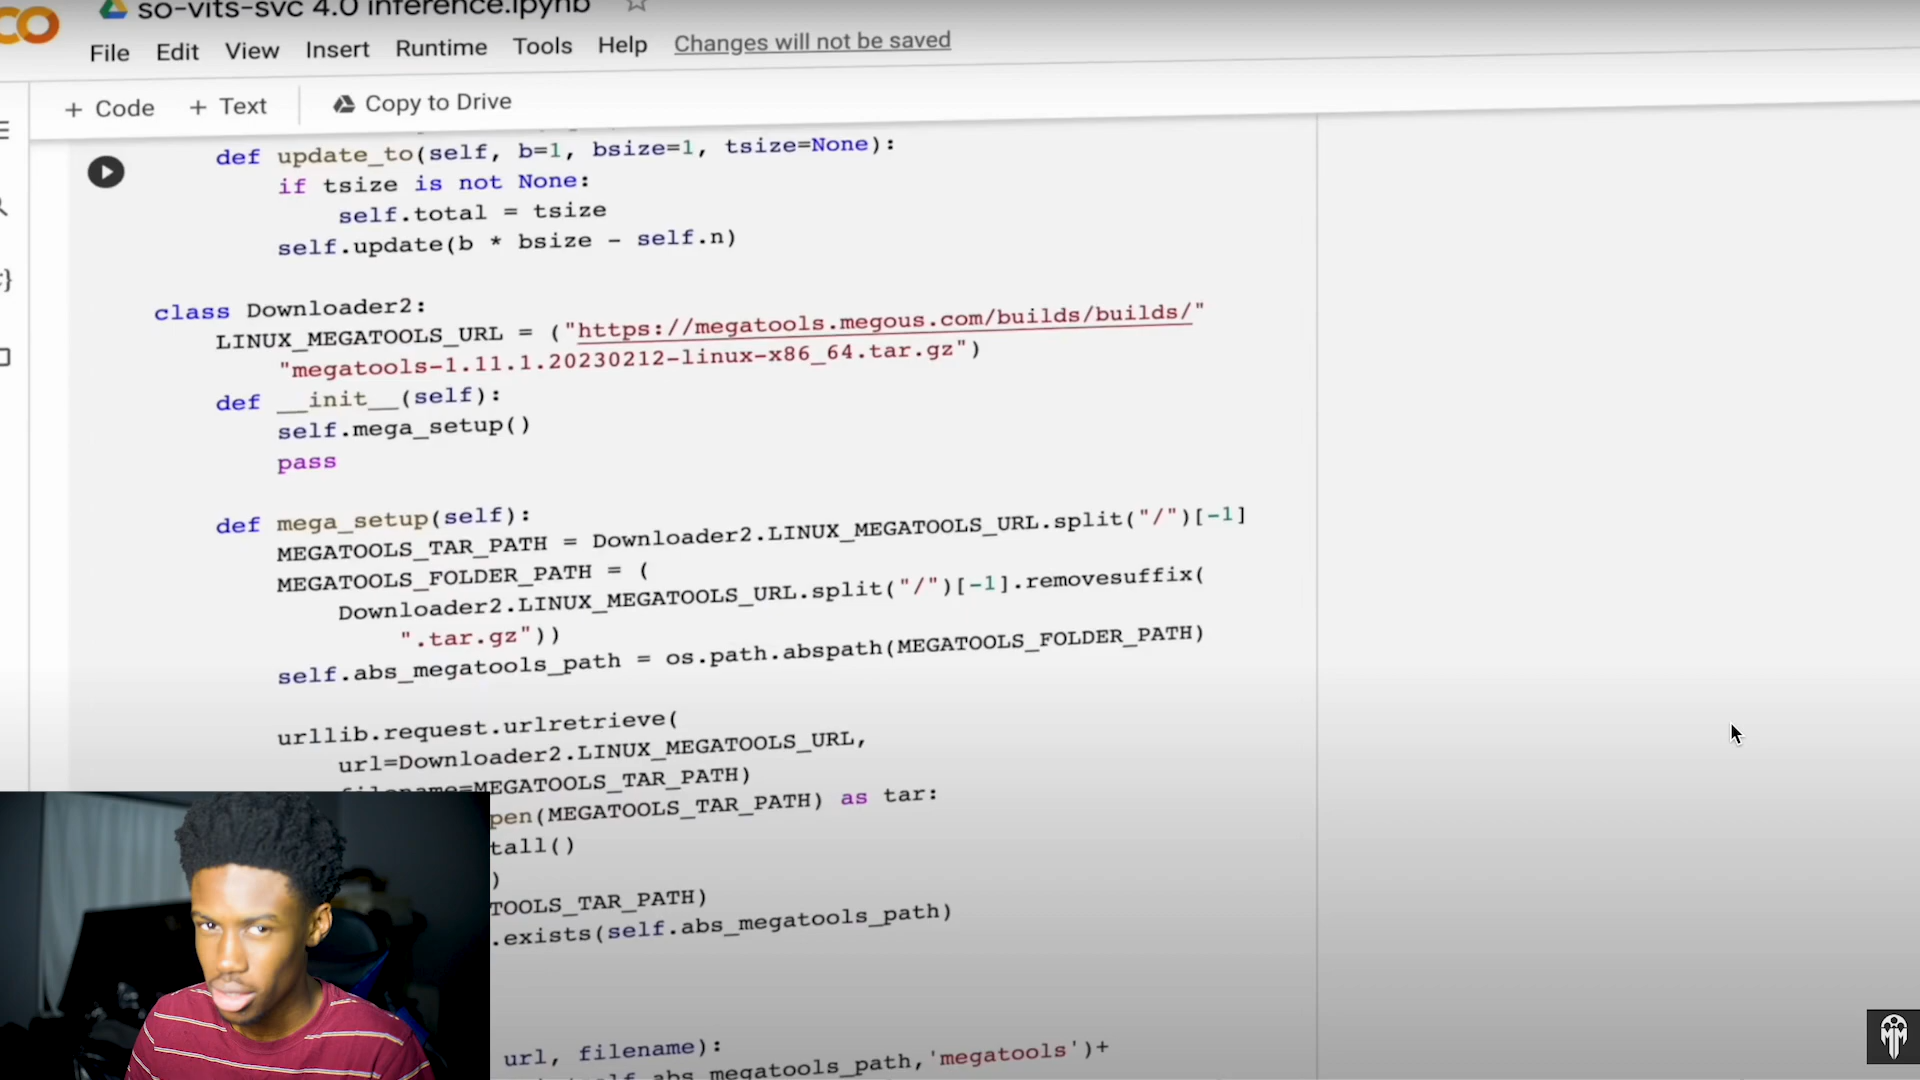 so-vits-svc 4.0 inference.ipynb
File Edit View Insert Runtime Tools Help Changes will not be saved
+ Code + Text Copy to Drive
def update_to(self, b=1, bsize=1, tsize=None):
if tsize is not None:
self.total = tsize
self.update(b * bsize - self.n)
class Downloader2:
LINUX_MEGATOOLS_URL = ("https://megatools.megous.com/builds/builds/"
"megatools-1.11.1.20230212-linux-x86_64.tar.gz")
def __init__(self):
self.mega_setup()
pass
def mega_setup(self):
MEGATOOLS_TAR_PATH = Downloader2.LINUX_MEGATOOLS_URL.split("/")[-1]
MEGATOOLS_FOLDER_PATH = (
Downloader2.LINUX_MEGATOOLS_URL.split("/")[-1].removesuffix(
".tar.gz"))
self.abs_megatools_path = os.path.abspath(MEGATOOLS_FOLDER_PATH)
urllib.request.urlretrieve(
url=Downloader2.LINUX_MEGATOOLS_URL,
filename=MEGATOOLS_TAR_PATH)
pen(MEGATOOLS_TAR_PATH) as tar:
tall()
)
TOOLS_TAR_PATH)
.exists(self.abs_megatools_path)
url, filename):
self.abs_megatools_path,'megatools')+